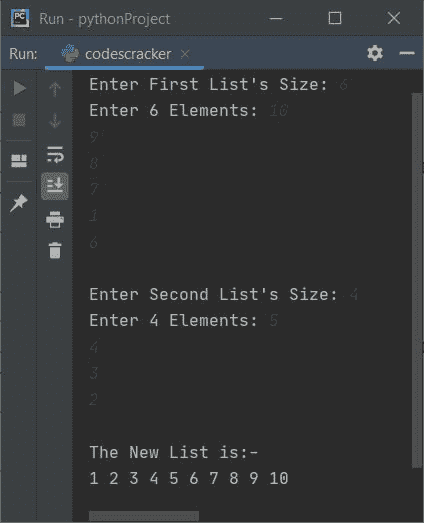 PC Run - pythonProject
Run: codescracker
Enter First List's Size: 6
Enter 6 Elements: 10
9
8
7
1
6
Enter Second List's Size: 4
Enter 4 Elements: 5
4
3
2
The New List is:-
1 2 3 4 5 6 7 8 9 10